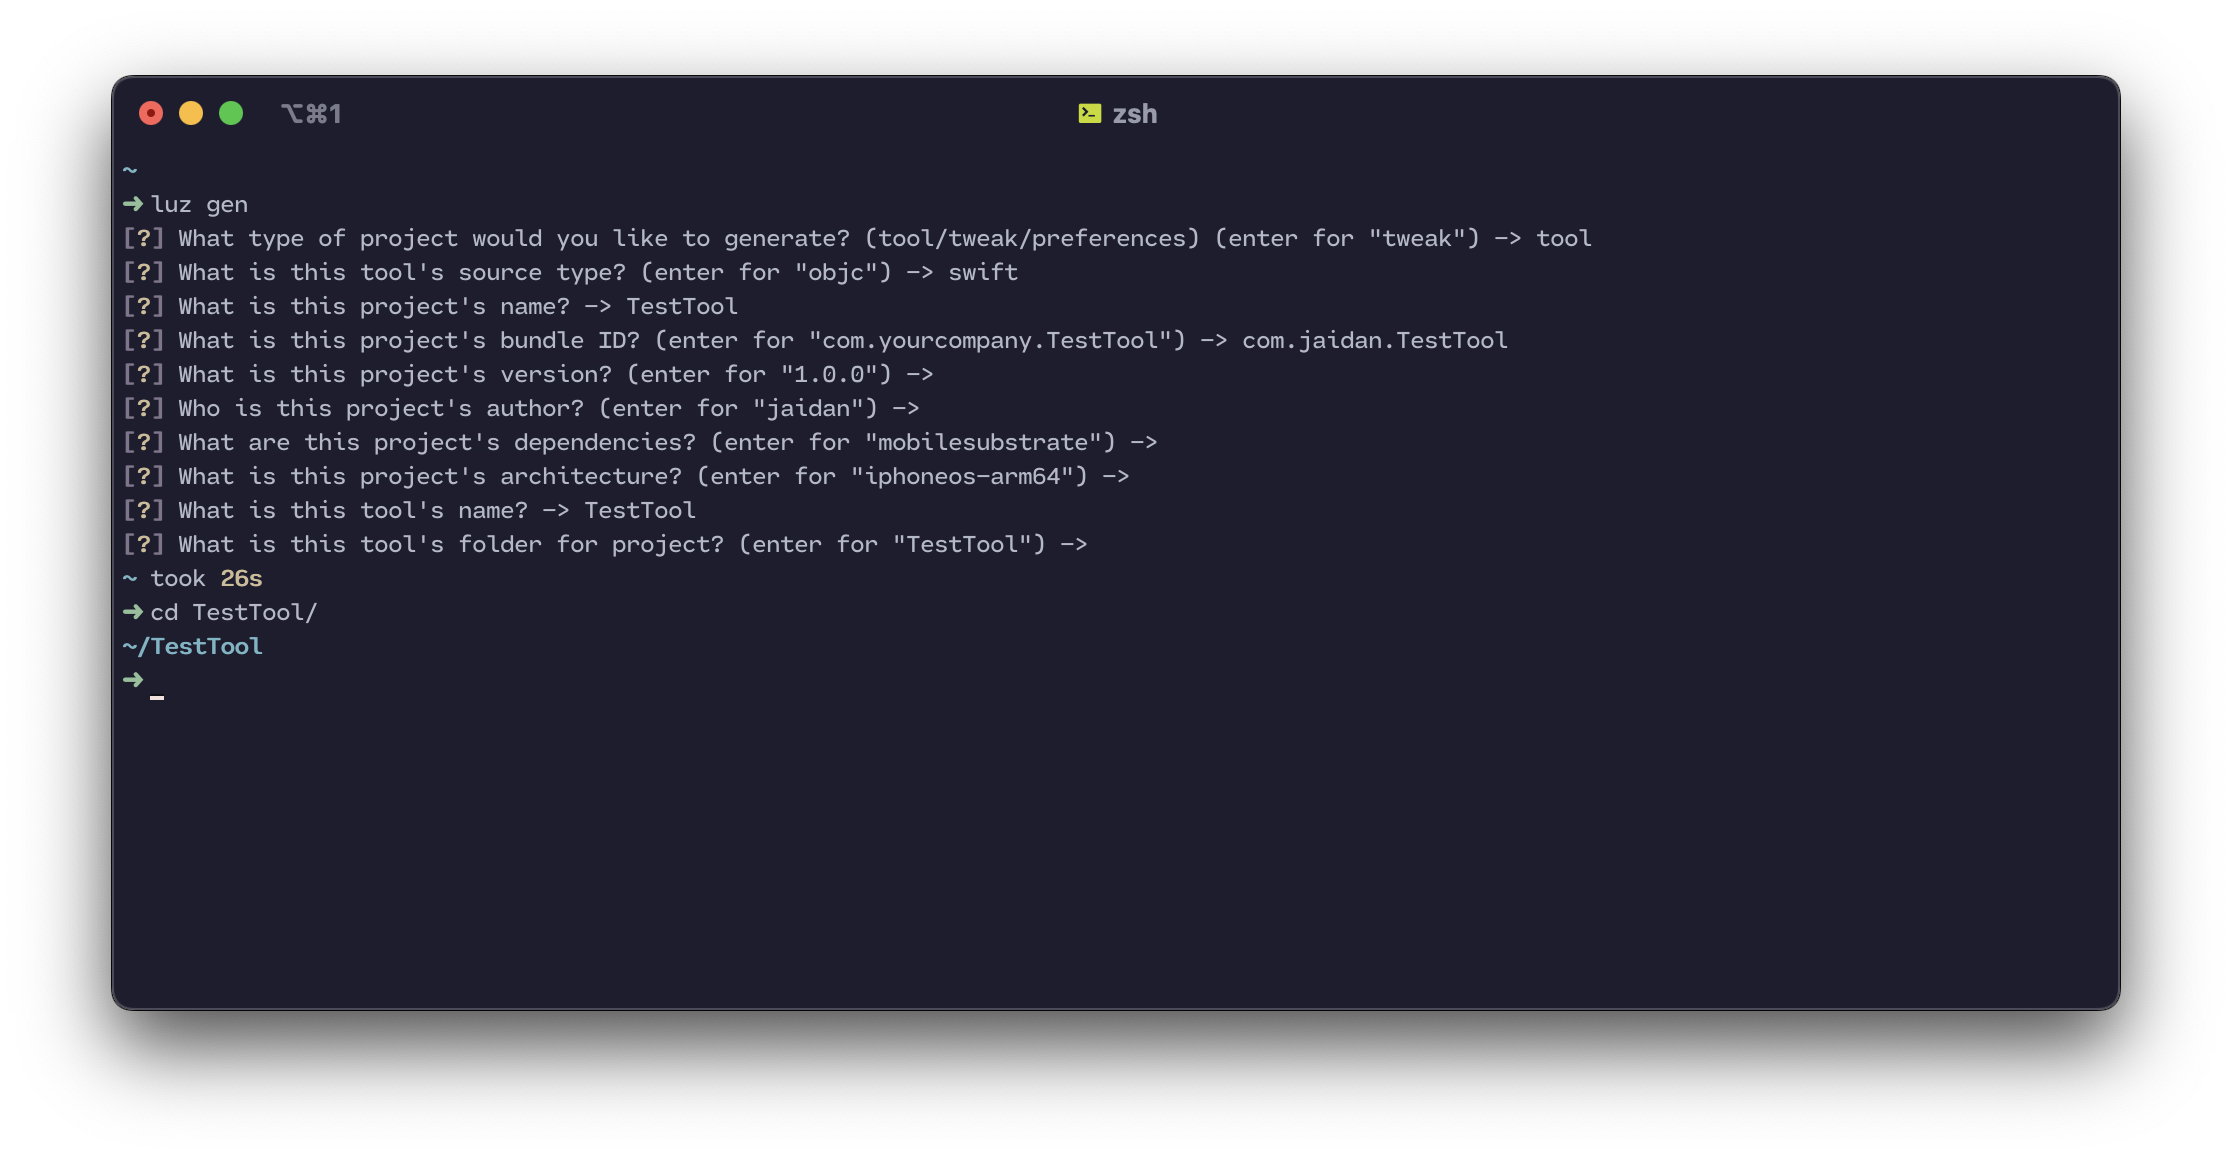 ⌥⌘1
zsh
~
➜ luz gen
[?] What type of project would you like to generate? (tool/tweak/preferences) (enter for "tweak") -> tool
[?] What is this tool's source type? (enter for "objc") -> swift
[?] What is this project's name? -> TestTool
[?] What is this project's bundle ID? (enter for "com.yourcompany.TestTool") -> com.jaidan.TestTool
[?] What is this project's version? (enter for "1.0.0") ->
[?] Who is this project's author? (enter for "jaidan") ->
[?] What are this project's dependencies? (enter for "mobilesubstrate") ->
[?] What is this project's architecture? (enter for "iphoneos-arm64") ->
[?] What is this tool's name? -> TestTool
[?] What is this tool's folder for project? (enter for "TestTool") ->
~ took 26s
➜ cd TestTool/
~/TestTool
➜